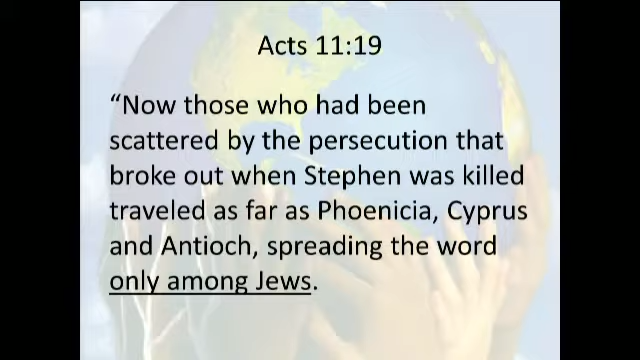 Acts 11:19
“Now those who had been
scattered by the persecution that
broke out when Stephen was killed
traveled as far as Phoenicia, Cyprus
and Antioch, spreading the word
only among Jews.